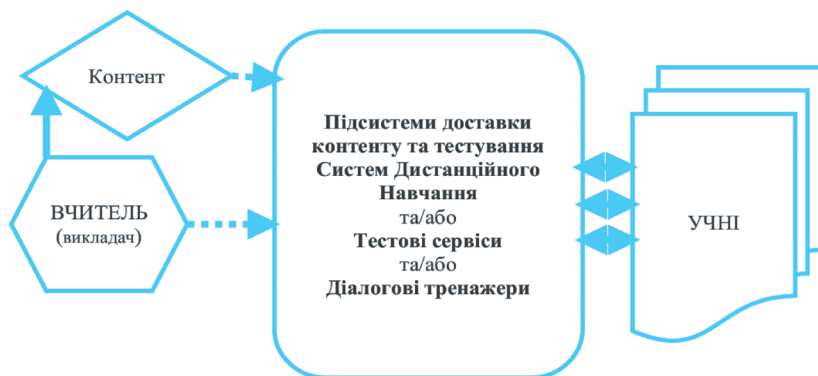 Контент
ВЧИТЕЛЬ
(викладач)
Підсистеми доставки
контенту та тестування
Систем Дистанційного
Навчання
та/або
Тестові сервіси
та/або
Діалогові тренажери
УЧНІ